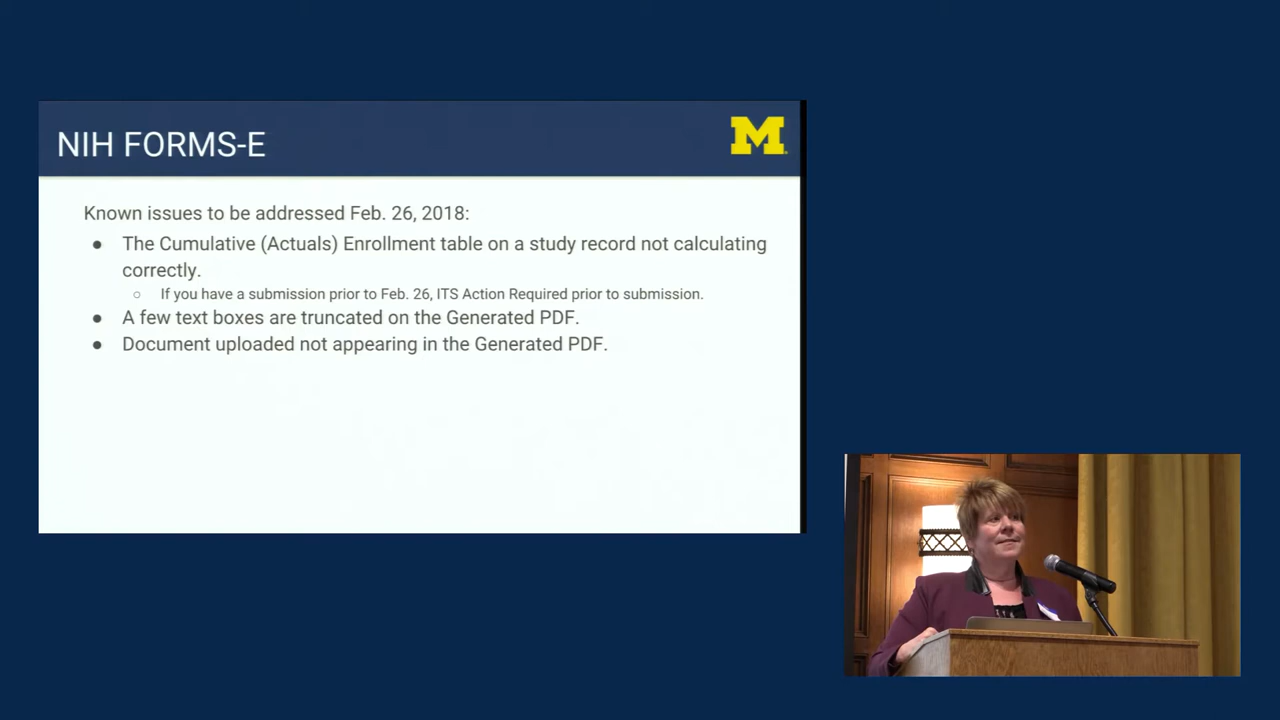 NIH FORMS-E
M
Known issues to be addressed Feb. 26, 2018:
● The Cumulative (Actuals) Enrollment table on a study record not calculating
correctly.
○ If you have a submission prior to Feb. 26, ITS Action Required prior to submission.
● A few text boxes are truncated on the Generated PDF.
● Document uploaded not appearing in the Generated PDF.